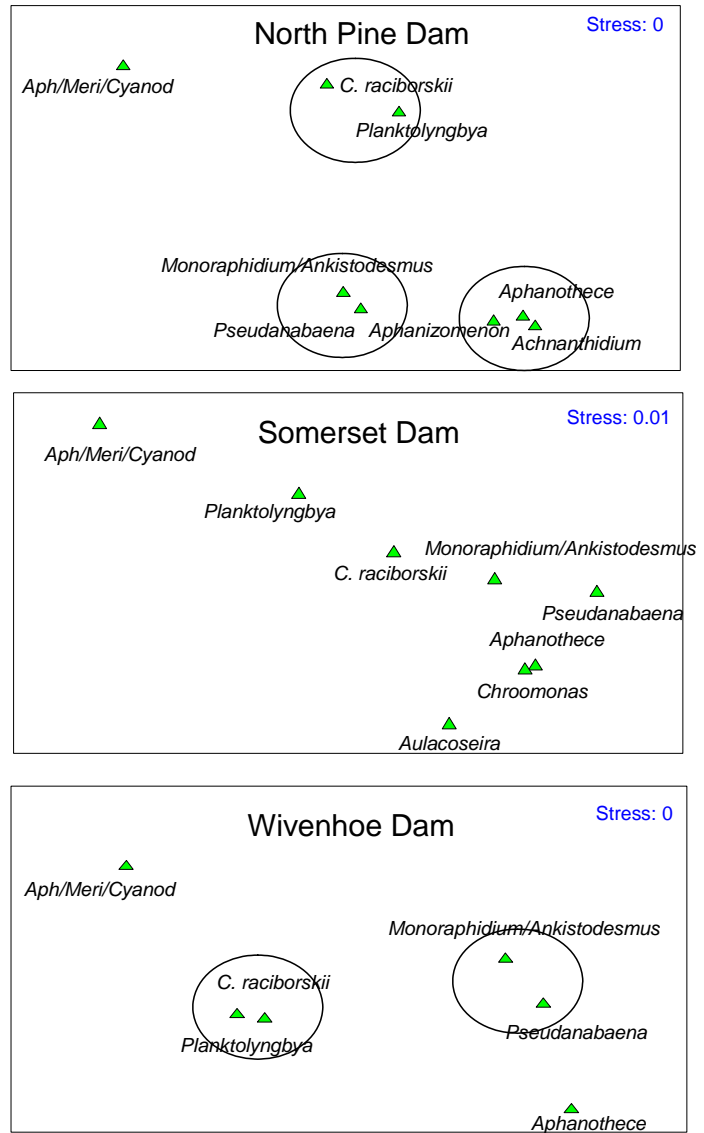 North Pine Dam
Stress: 0
Aph/Meri/Cyanod
C. raciborskii
Planktolyngbya
Monoraphidium/Ankistodesmus
Aphanothece
Pseudanabaena
Aphanizomenon
Achnanthidium
Somerset Dam
Stress: 0.01
Aph/Meri/Cyanod
Planktolyngbya
C. raciborskii
Monoraphidium/Ankistodesmus
Pseudanabaena
Aphanothece
Chroomonas
Aulacoseira
Wivenhoe Dam
Stress: 0
Aph/Meri/Cyanod
Monoraphidium/Ankistodesmus
C. raciborskii
Pseudanabaena
Planktolyngbya
Aphanothece